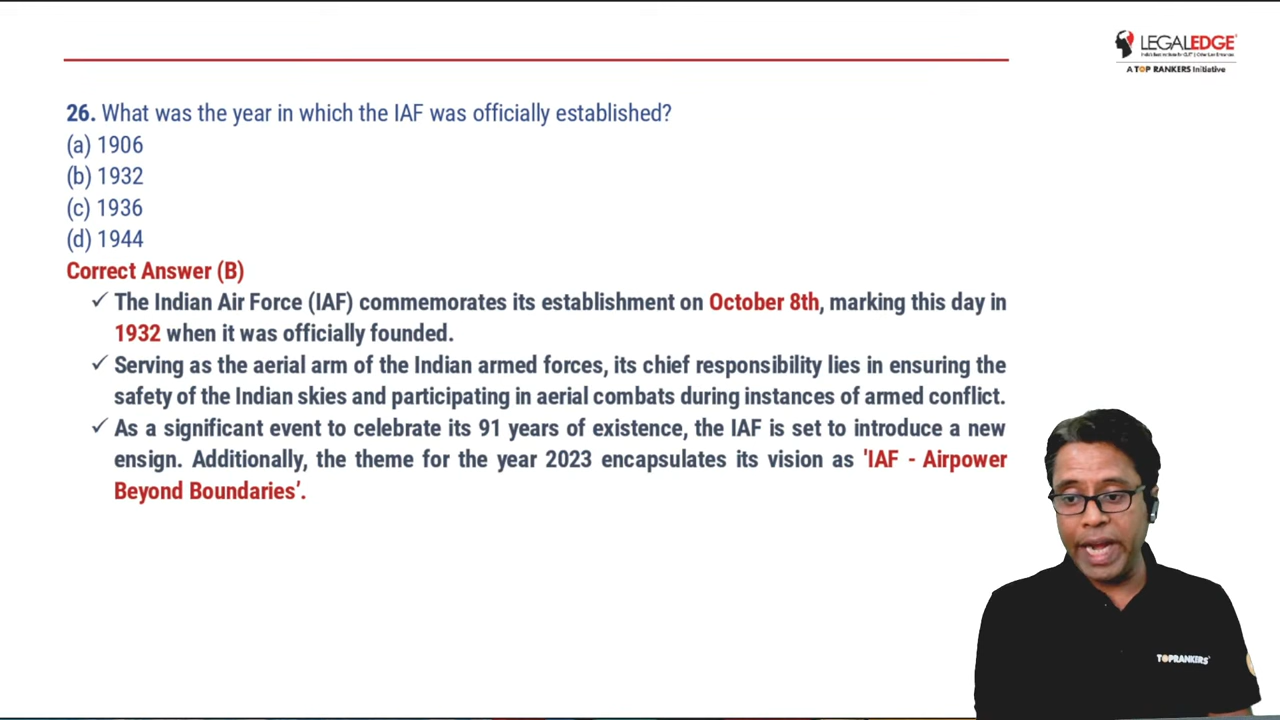 LEGALEDGE
A TOP RANKERS Initiative
26. What was the year in which the IAF was officially established?
(a) 1906
(b) 1932
(c) 1936
(d) 1944
Correct Answer (B)
✓ The Indian Air Force (IAF) commemorates its establishment on October 8th, marking this day in
1932 when it was officially founded.
✓ Serving as the aerial arm of the Indian armed forces, its chief responsibility lies in ensuring the
safety of the Indian skies and participating in aerial combats during instances of armed conflict.
✓ As a significant event to celebrate its 91 years of existence, the IAF is set to introduce a new
ensign. Additionally, the theme for the year 2023 encapsulates its vision as 'IAF - Airpower
Beyond Boundaries’.
TOPRANKERS